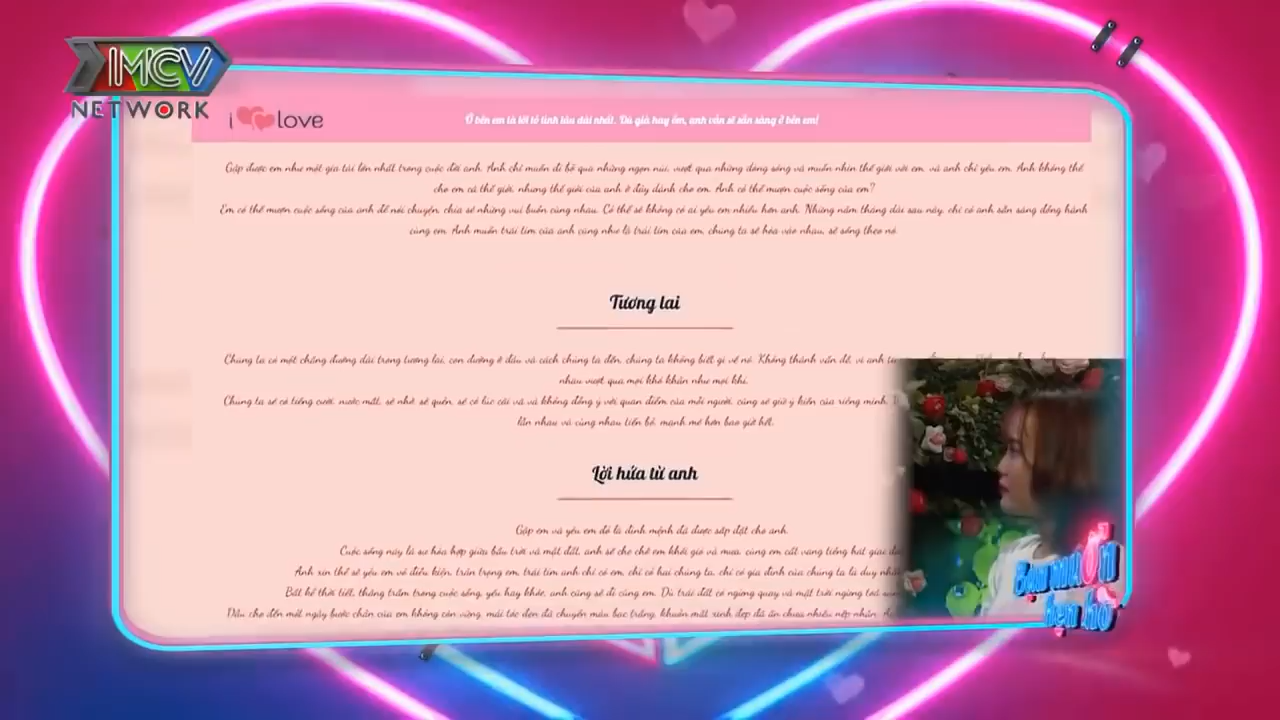 MCV
NETWORK
i love
Ở bên em là lời tỏ tình lâu dài nhất. Dù già hay ốm, anh vẫn sẽ sẵn sàng ở bên em!
Gặp được em như một gia tài lớn nhất trong cuộc đời anh. Anh chỉ muốn đi bộ qua những ngọn núi, vượt qua những dòng sông và muốn nhìn thế giới với em, và anh chỉ yêu em. Anh không thể
cho em cả thế giới, nhưng thế giới của anh ở đây dành cho em. Anh có thể mượn cuộc sống của em?
Em có thể mượn cuộc sống của anh để nói chuyện, chia sẻ những vui buồn cùng nhau. Có thể sẽ không có ai yêu em nhiều hơn anh. Những năm tháng dài sau này, chỉ có anh sẵn sàng đồng hành
cùng em. Anh muốn trái tim của anh cũng như là trái tim của em, chúng ta sẽ hòa vào nhau, sẽ sống theo nó.
Tương lai
Chúng ta có một chặng đường dài trong tương lai, con đường ở đâu và cách chúng ta đến, chúng ta không biết gì về nó. Không thành vấn đề, vì anh
nhau vượt qua mọi khó khăn như mọi khi.
Chúng ta sẽ có tiếng cười, nước mắt, sẽ nhớ, sẽ quên, sẽ có lúc cãi vã và không đồng ý với quan điểm của mỗi người, cũng sẽ giữ ý kiến của riêng mình.
lẫn nhau và cùng nhau tiến bộ, mạnh mẽ hơn bao giờ hết.
Lời hứa từ anh
Gặp em và yêu em đó là định mệnh đã được sắp đặt cho anh.
Cuộc sống này là sự hòa hợp giữa bầu trời và mặt đất, anh sẽ che chở em khỏi gió và mưa, cùng em cất vang tiếng hát giai
Anh xin thề sẽ yêu em vô điều kiện, trân trọng em, trái tim anh chỉ có em, chỉ có hai chúng ta, chỉ có gia đình của chúng ta là duy
Bất kể thời tiết, thăng trầm trong cuộc sống, yếu hay khỏe, anh cũng sẽ đi cùng em. Dù trái đất có ngừng quay và mặt trời ngừng toả
Dẫu cho đến một ngày bước chân của em không còn vững, mái tóc đen đã chuyển màu bạc trắng, khuôn mặt xinh đẹp đã ẩn chứa nhiều nếp nhăn.
Bạn muốn
hẹn hò